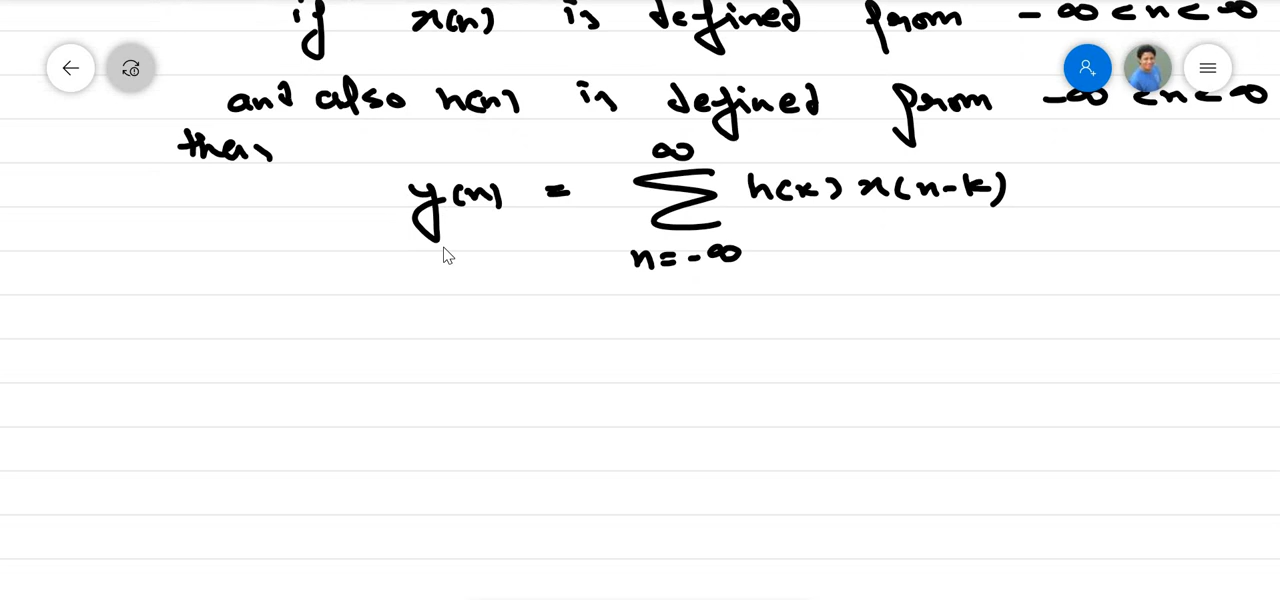 if x(n) is defined from -∞ < n < ∞
and also h(n) is defined from -∞ < n < ∞
then
y(n) = ∑_{n=-∞}^{∞} h(k) x(n-k)